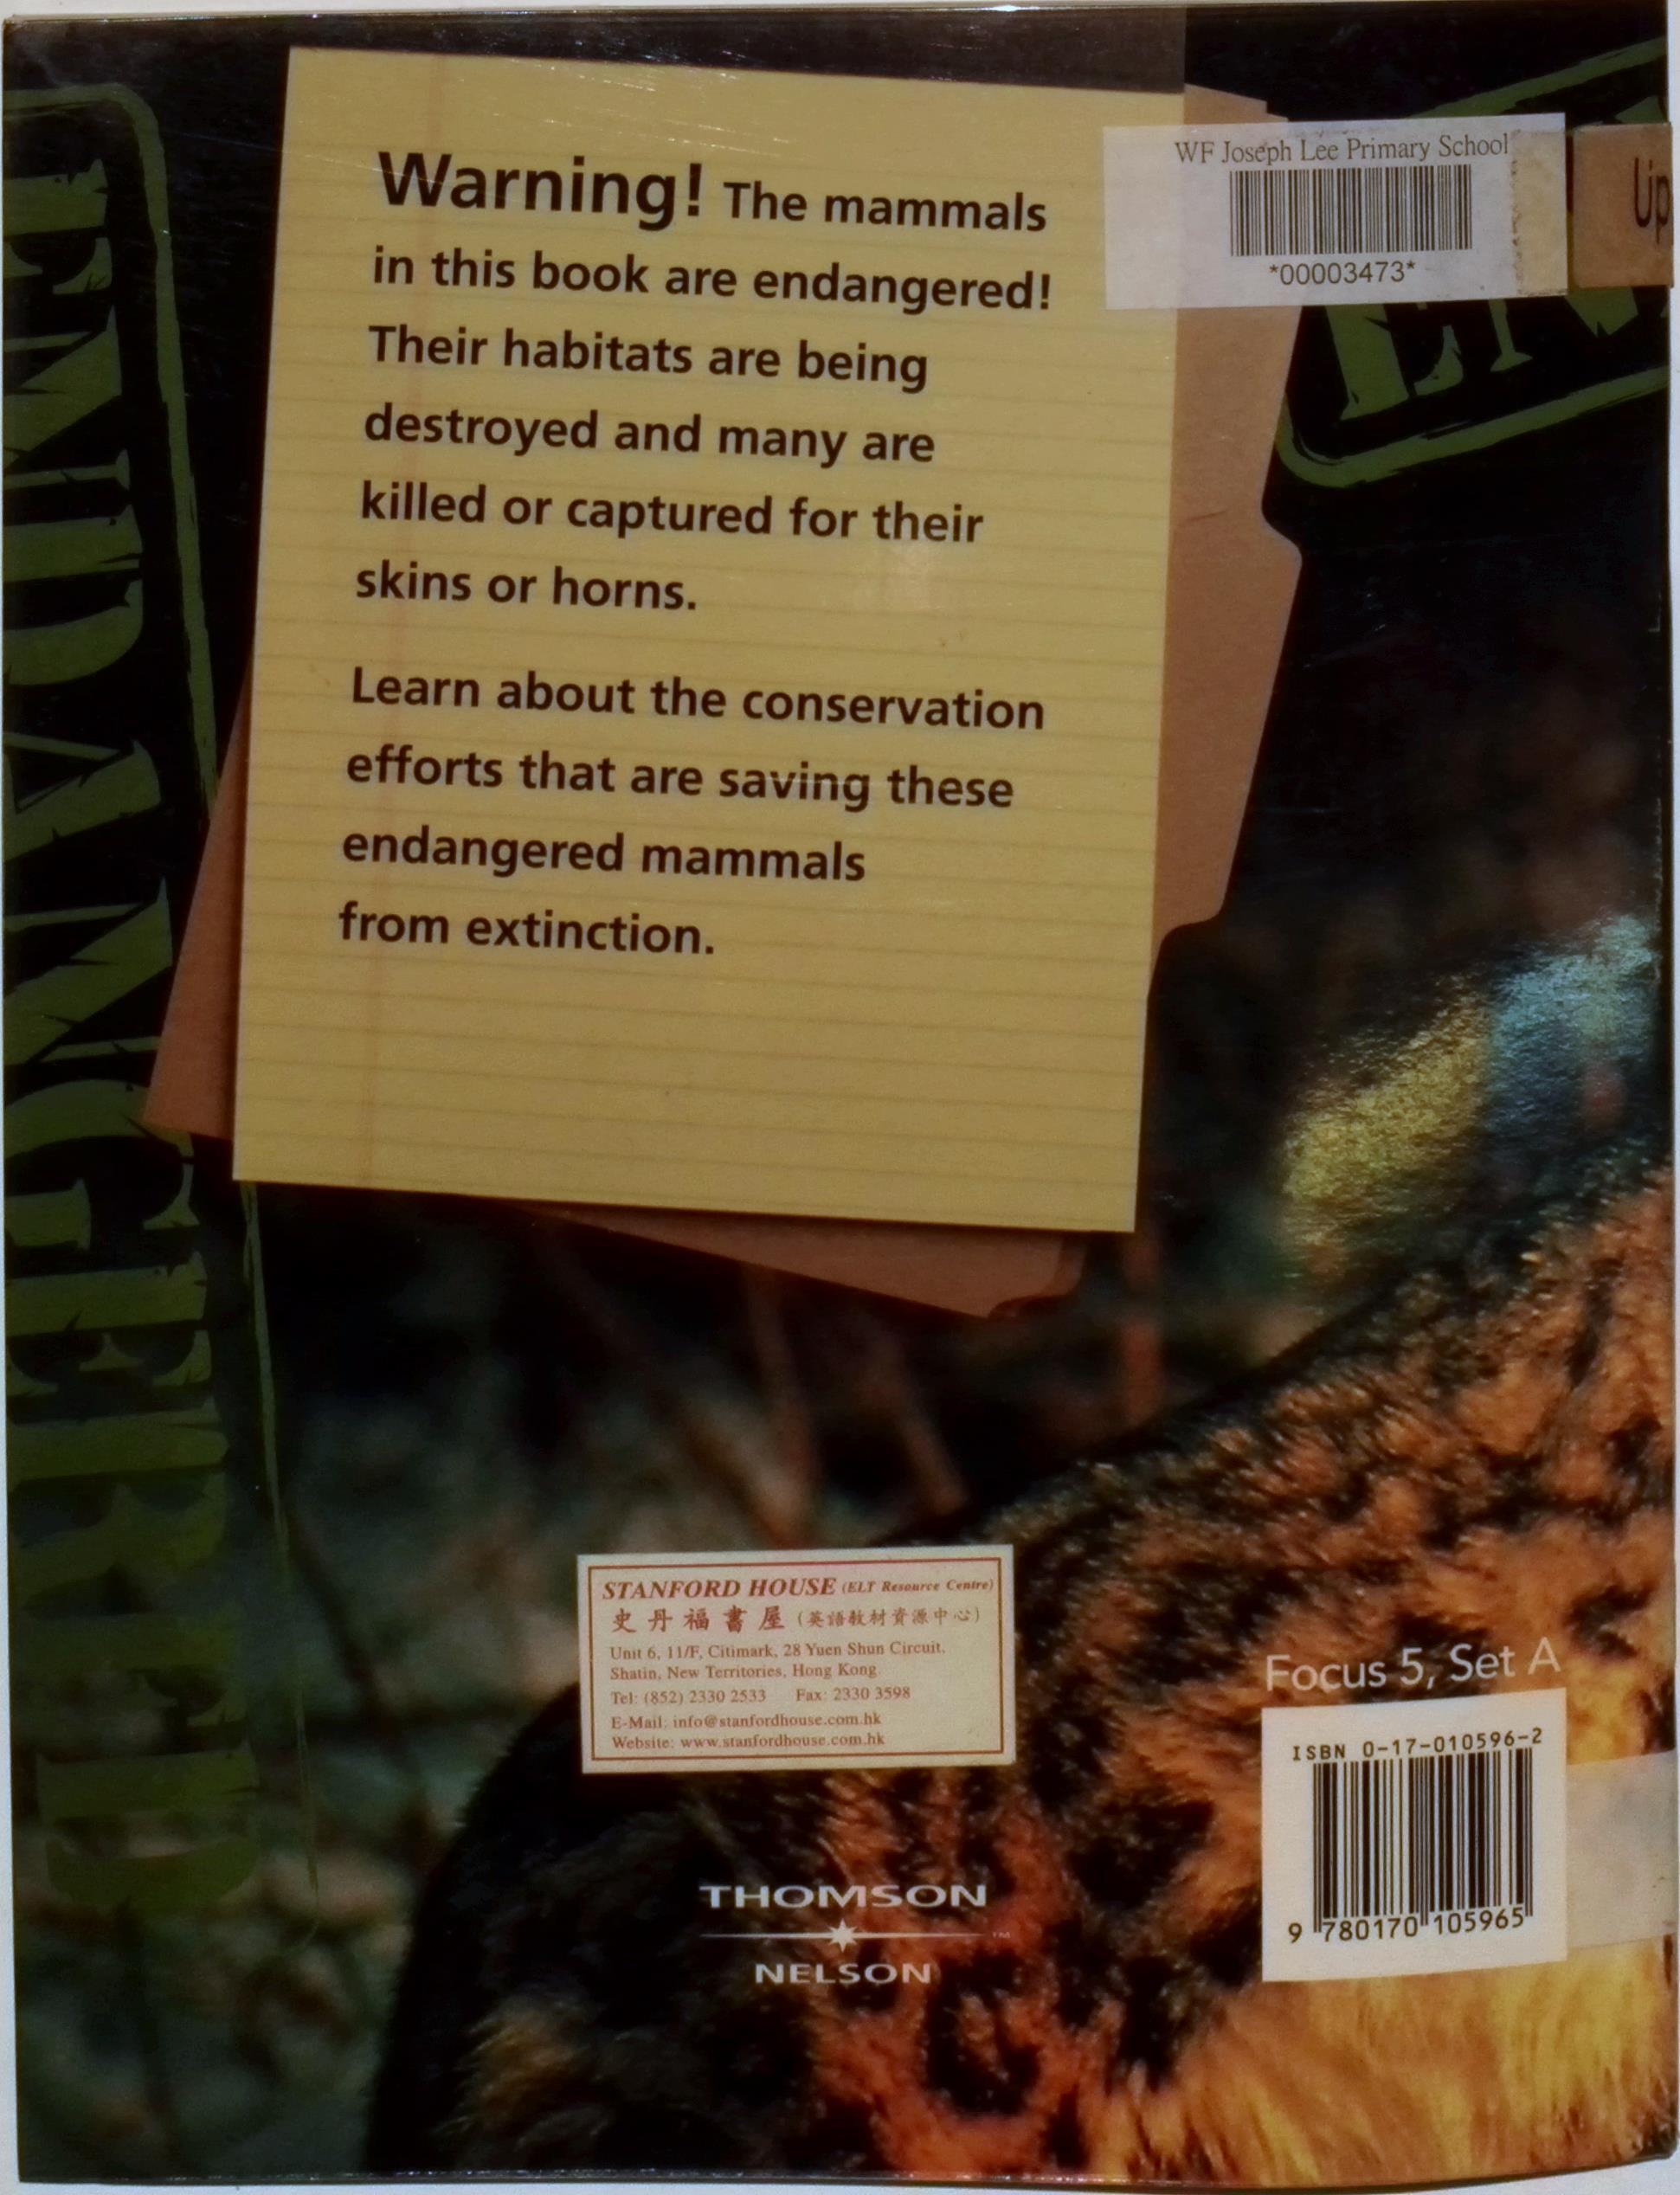 Warning! The mammals
in this book are endangered!
Their habitats are being
destroyed and many are
killed or captured for their
skins or horns.
Learn about the conservation
efforts that are saving these
endangered mammals
from extinction.
WF Joseph Lee Primary School
*00003473*
Up
EN
ENDANGERED
STANFORD HOUSE (ELT Resource Centre)
史丹福書屋 (英語教材資源中心)
Unit 6, 11/F, Citimark, 28 Yuen Shun Circuit,
Shatin, New Territories, Hong Kong.
Tel: (852) 2330 2533 Fax: 2330 3598
E-Mail: info@stanfordhouse.com.hk
Website: www.stanfordhouse.com.hk
Focus 5, Set A
ISBN 0-17-010596-2
9 780170 105965
THOMSON
™
NELSON